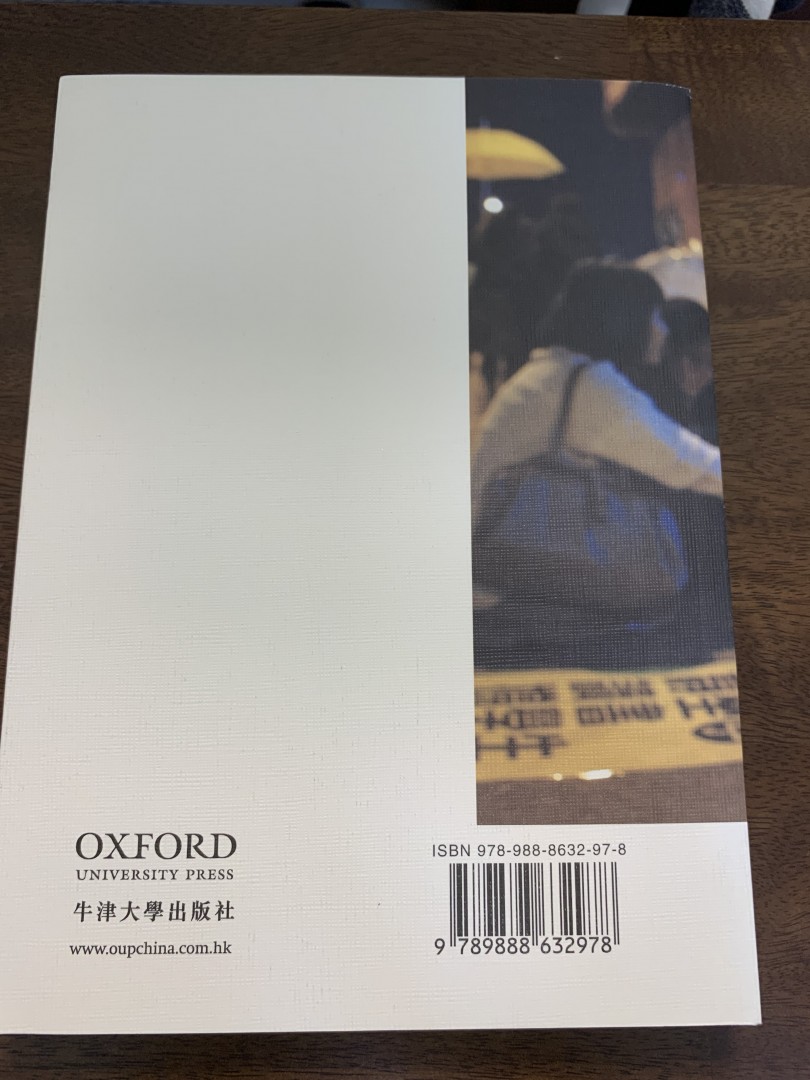 OXFORD
UNIVERSITY PRESS
牛津大學出版社
www.oupchina.com.hk
ISBN 978-988-8632-97-8
9 789888 632978